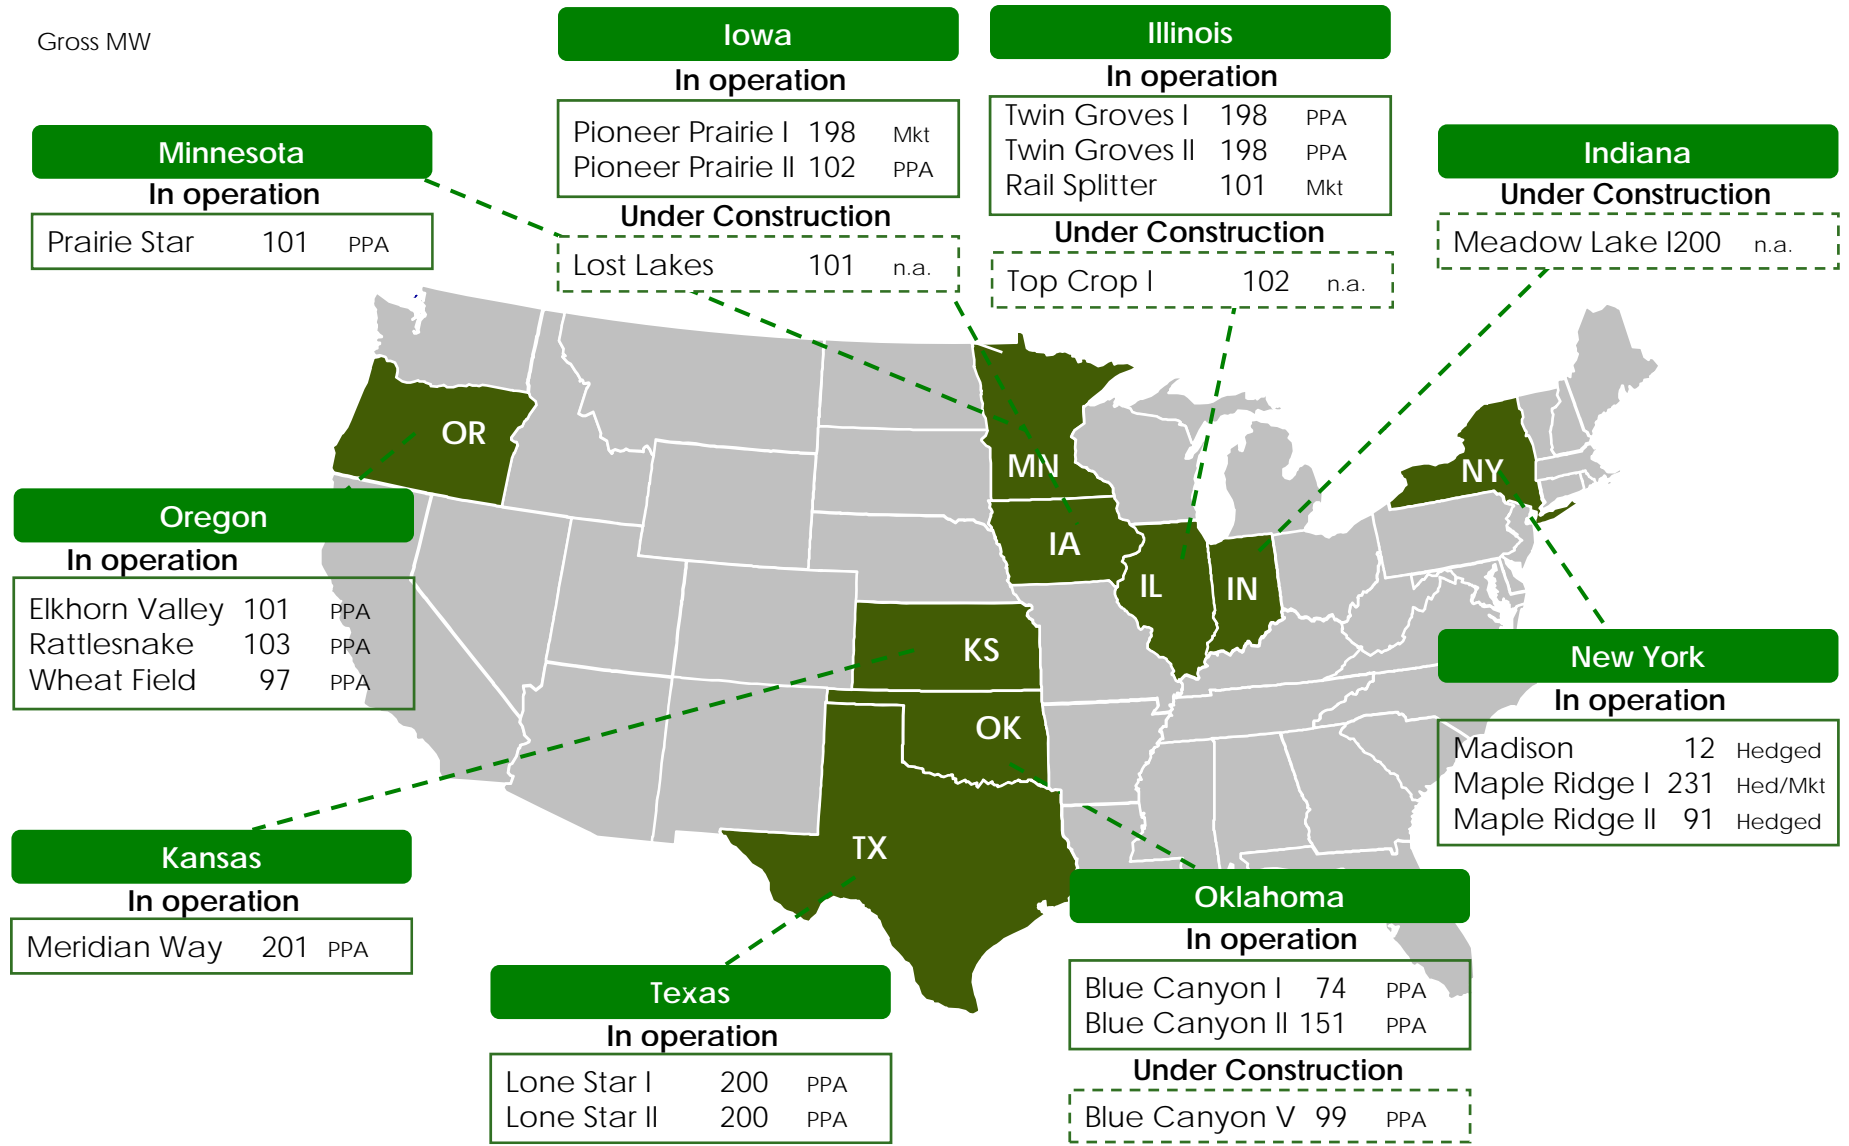 Gross MW
Iowa
In operation
Pioneer Prairie I 198 Mkt
Pioneer Prairie II 102 PPA
Under Construction
Lost Lakes 101 n.a.
Illinois
In operation
Twin Groves I 198 PPA
Twin Groves II 198 PPA
Rail Splitter 101 Mkt
Under Construction
Top Crop I 102 n.a.
Minnesota
In operation
Prairie Star 101 PPA
Indiana
Under Construction
Meadow Lake I200 n.a.
OR
MN
NY
IA
IL
IN
KS
OK
TX
Oregon
In operation
Elkhorn Valley 101 PPA
Rattlesnake 103 PPA
Wheat Field 97 PPA
New York
In operation
Madison 12 Hedged
Maple Ridge I 231 Hed/Mkt
Maple Ridge II 91 Hedged
Kansas
In operation
Meridian Way 201 PPA
Texas
In operation
Lone Star I 200 PPA
Lone Star II 200 PPA
Oklahoma
In operation
Blue Canyon I 74 PPA
Blue Canyon II 151 PPA
Under Construction
Blue Canyon V 99 PPA